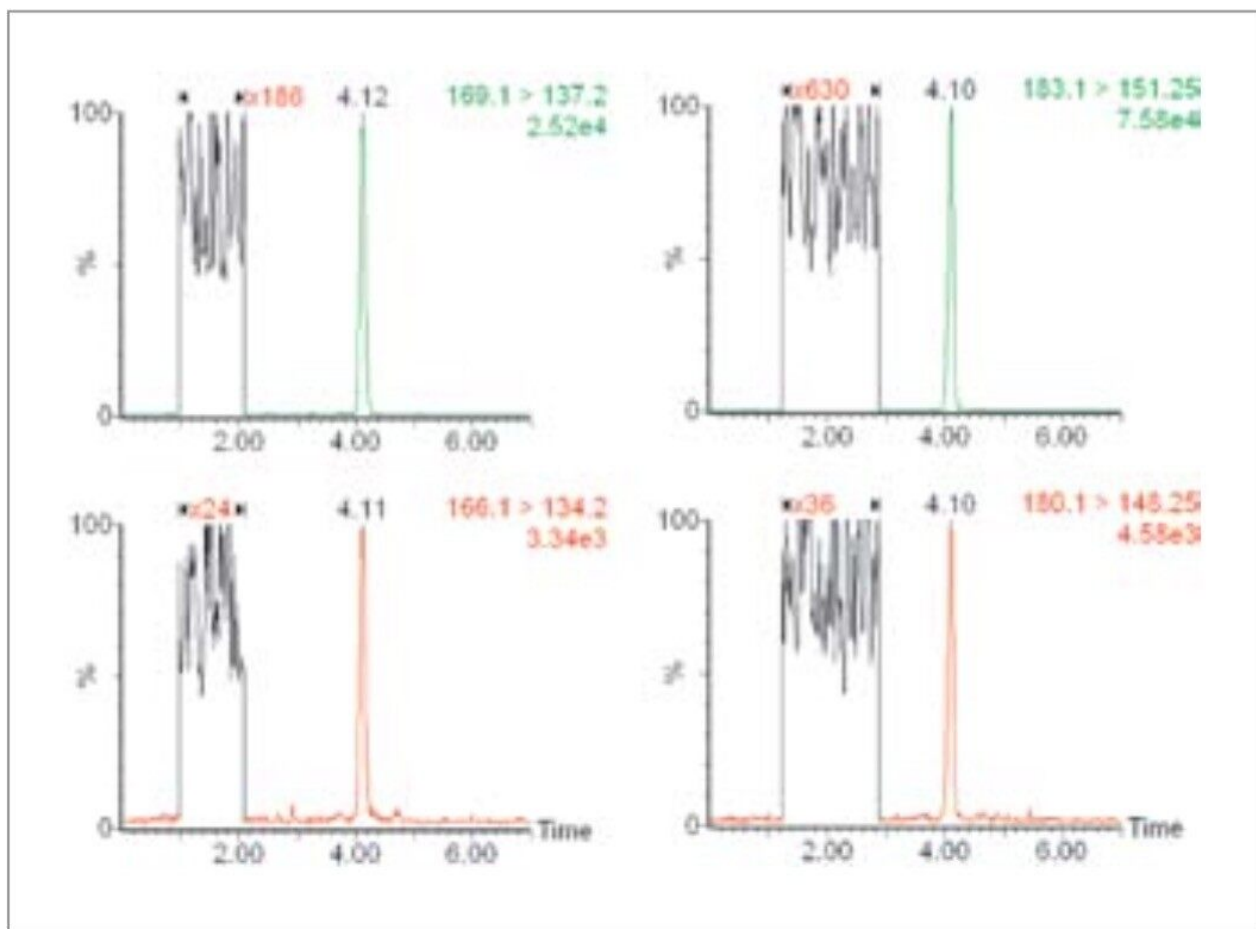 x186 4.12 169.1 > 137.2
100 2.52e4
%
0
2.00 4.00 6.00
x630 4.10 183.1 > 151.25
100 7.58e4
%
0
2.00 4.00 6.00
x24 4.11 166.1 > 134.2
100 3.34e3
%
0 Time
2.00 4.00 6.00
x36 4.10 180.1 > 148.25
100 4.58e3
%
0 Time
2.00 4.00 6.00